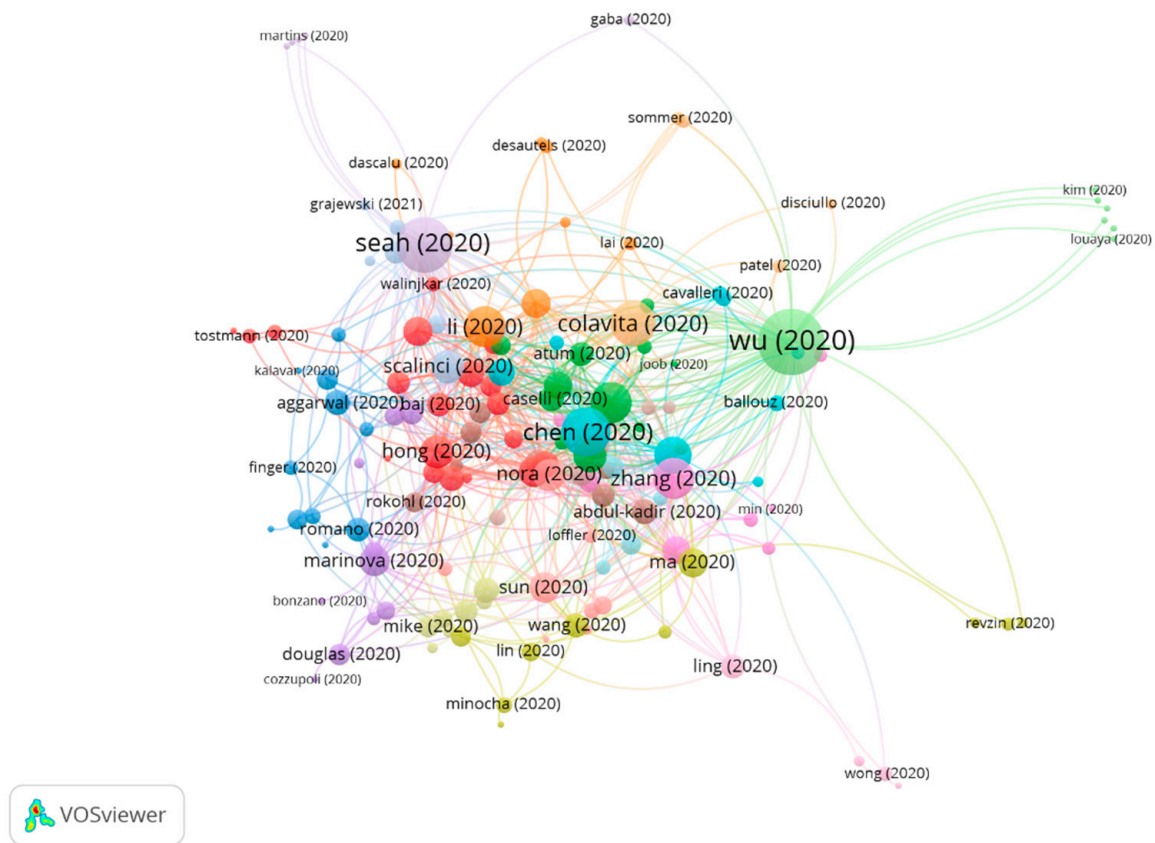 gaba (2020)
martins (2020)
sommer (2020)
desautels (2020)
dascalu (2020)
kim (2020)
grajewski (2021)
disciullo (2020)
louaya (2020)
seah (2020)
lai (2020)
patel (2020)
walinjkar (2020)
cavalleri (2020)
colavita (2020)
li (2020)
tostmann (2020)
wu (2020)
atum (2020)
joob (2020)
scalinci (2020)
kalavar (2020)
caselli (2020)
aggarwal (2020)
baj (2020)
ballouz (2020)
chen (2020)
hong (2020)
finger (2020)
nora (2020)
zhang (2020)
rokohl (2020)
min (2020)
abdul-kadir (2020)
romano (2020)
loffler (2020)
marinova (2020)
ma (2020)
sun (2020)
bonzano (2020)
revzin (2020)
mike (2020)
wang (2020)
lin (2020)
douglas (2020)
ling (2020)
cozzupoli (2020)
minocha (2020)
wong (2020)
VOSviewer